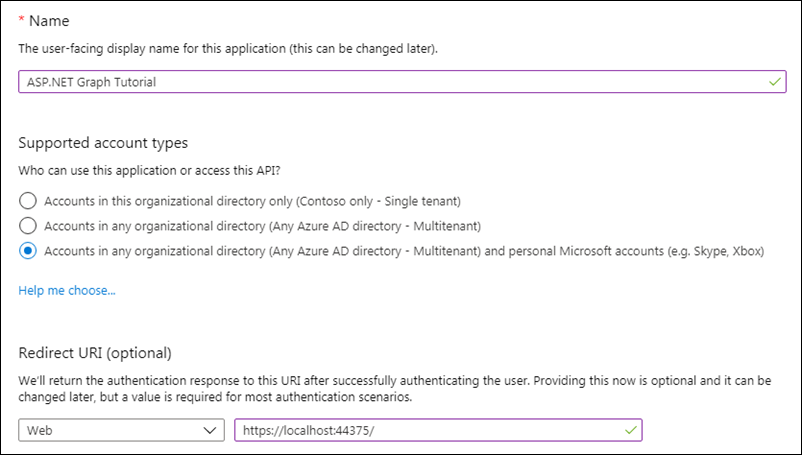 * Name
The user-facing display name for this application (this can be changed later).
ASP.NET Graph Tutorial
Supported account types
Who can use this application or access this API?
Accounts in this organizational directory only (Contoso only - Single tenant)
Accounts in any organizational directory (Any Azure AD directory - Multitenant)
Accounts in any organizational directory (Any Azure AD directory - Multitenant) and personal Microsoft accounts (e.g. Skype, Xbox)
Help me choose...
Redirect URI (optional)
We'll return the authentication response to this URI after successfully authenticating the user. Providing this now is optional and it can be
changed later, but a value is required for most authentication scenarios.
Web https://localhost:44375/